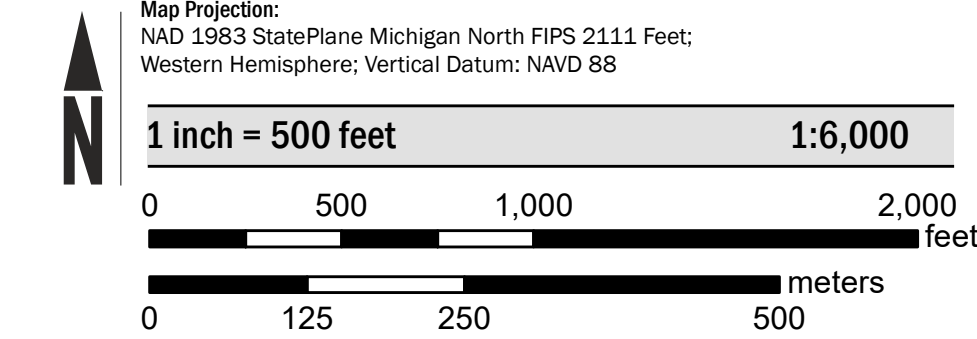 Map Projection:
NAD 1983 StatePlane Michigan North FIPS 2111 Feet;
Western Hemisphere; Vertical Datum: NAVD 88
N
1 inch = 500 feet 1:6,000
0 500 1,000 2,000
feet
meters
0 125 250 500